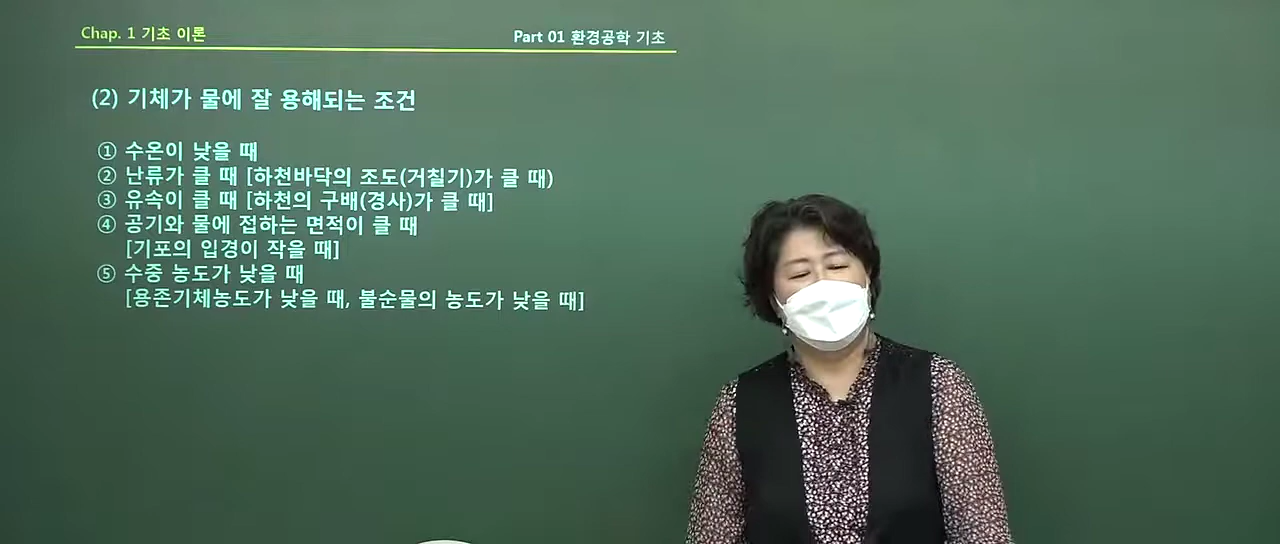 Chap. 1 기초 이론
Part 01 환경공학 기초
(2) 기체가 물에 잘 용해되는 조건
① 수온이 낮을 때
② 난류가 클 때 [하천바닥의 조도(거칠기)가 클 때)
③ 유속이 클 때 [하천의 구배(경사)가 클 때]
④ 공기와 물에 접하는 면적이 클 때
[기포의 입경이 작을 때]
⑤ 수중 농도가 낮을 때
[용존기체농도가 낮을 때, 불순물의 농도가 낮을 때]